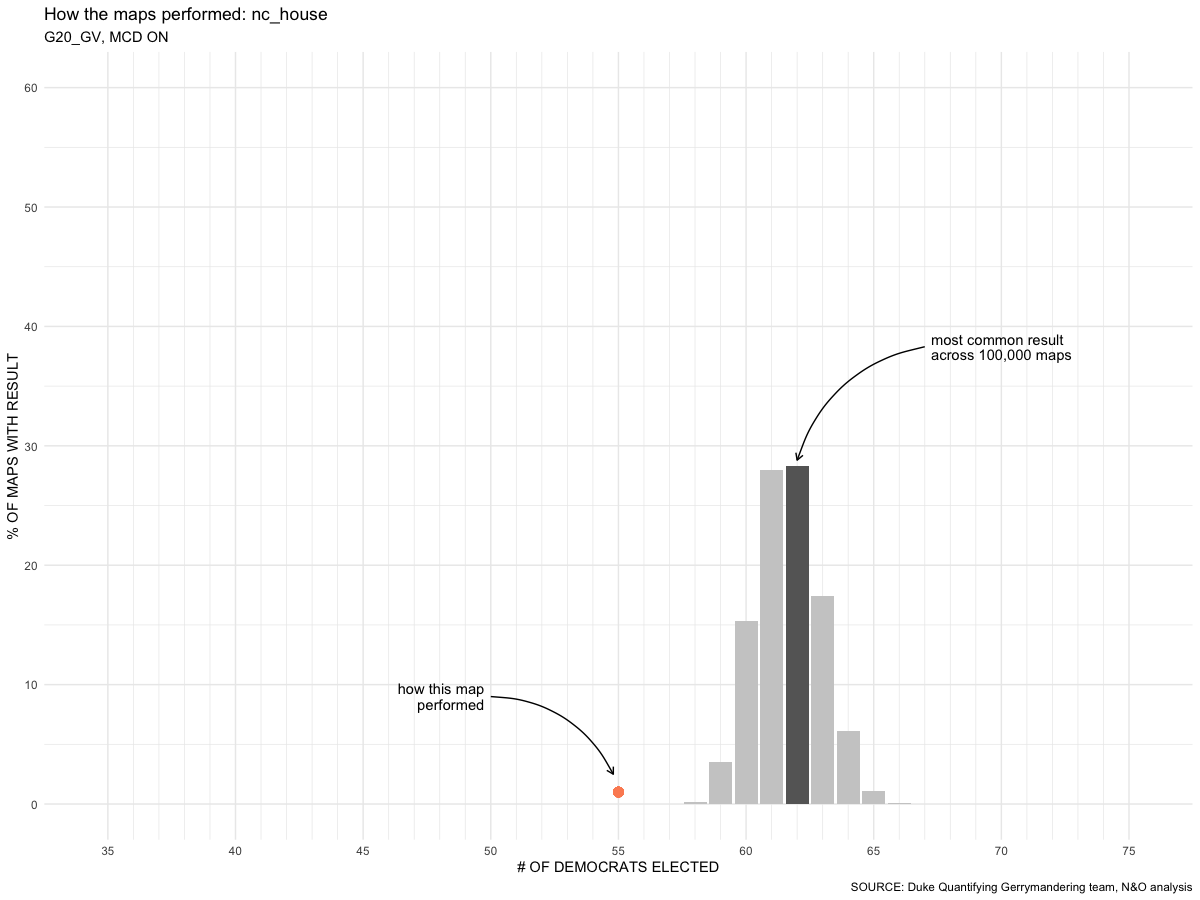 How the maps performed: nc_house
G20_GV, MCD ON
60
50
40
30
20
10
0
% OF MAPS WITH RESULT
most common result
across 100,000 maps
how this map
performed
35 40 45 50 55 60 65 70 75
# OF DEMOCRATS ELECTED
SOURCE: Duke Quantifying Gerrymandering team, N&O analysis